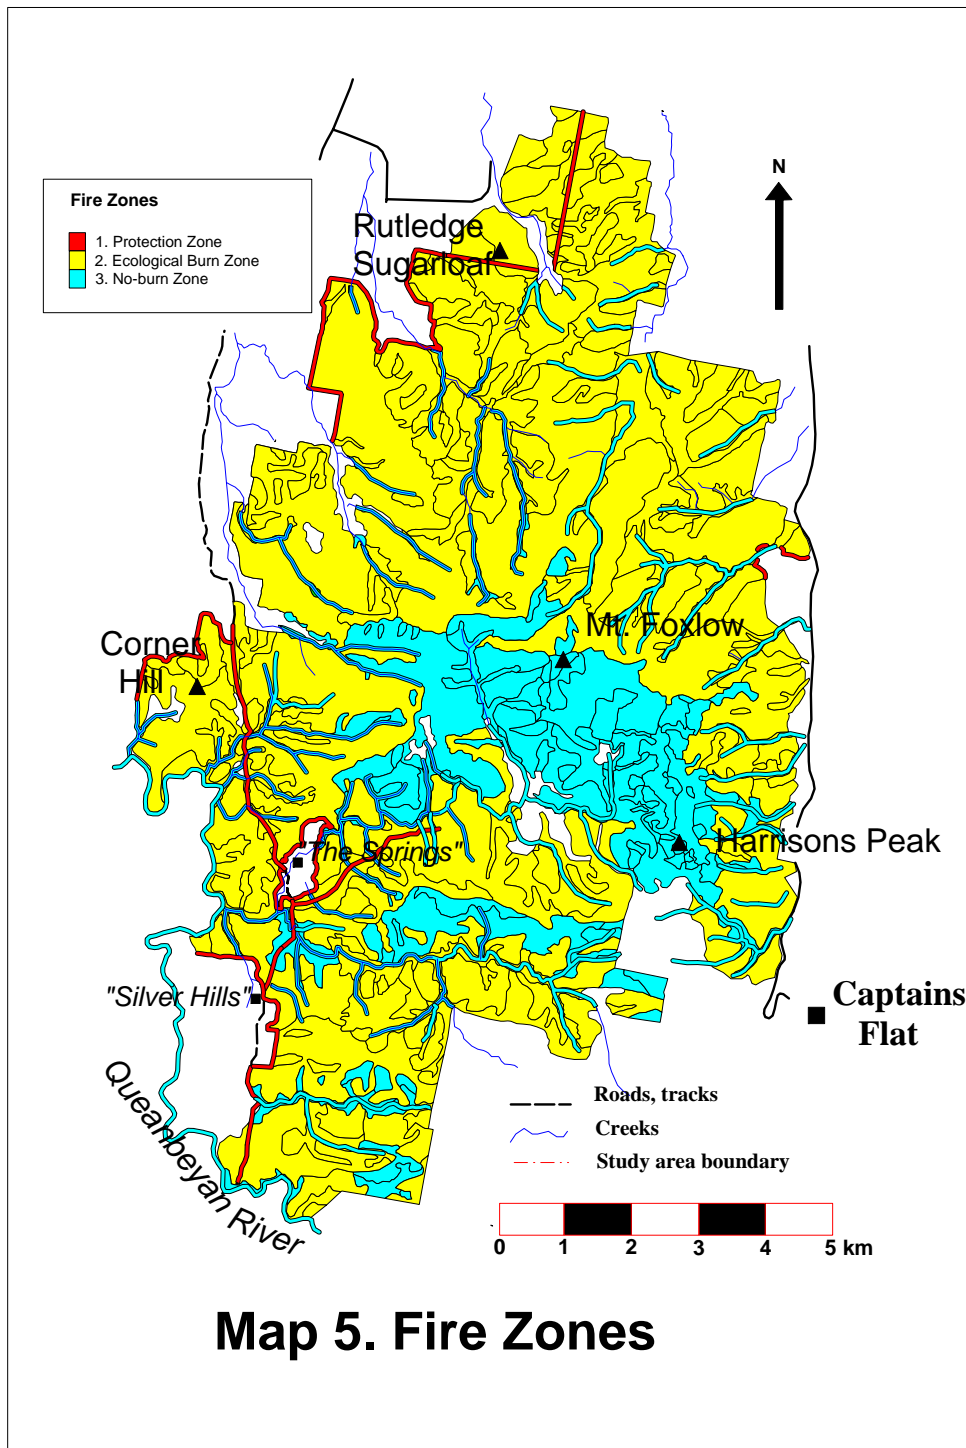 N
Fire Zones
1. Protection Zone
2. Ecological Burn Zone
3. No-burn Zone
Rutledge
Sugarloaf
Corner
Hill
Mt. Foxlow
Harrisons Peak
"The Springs"
"Silver Hills"
Captains
Flat
Queanbeyan River
Roads, tracks
Creeks
Study area boundary
0 1 2 3 4 5 km
Map 5. Fire Zones